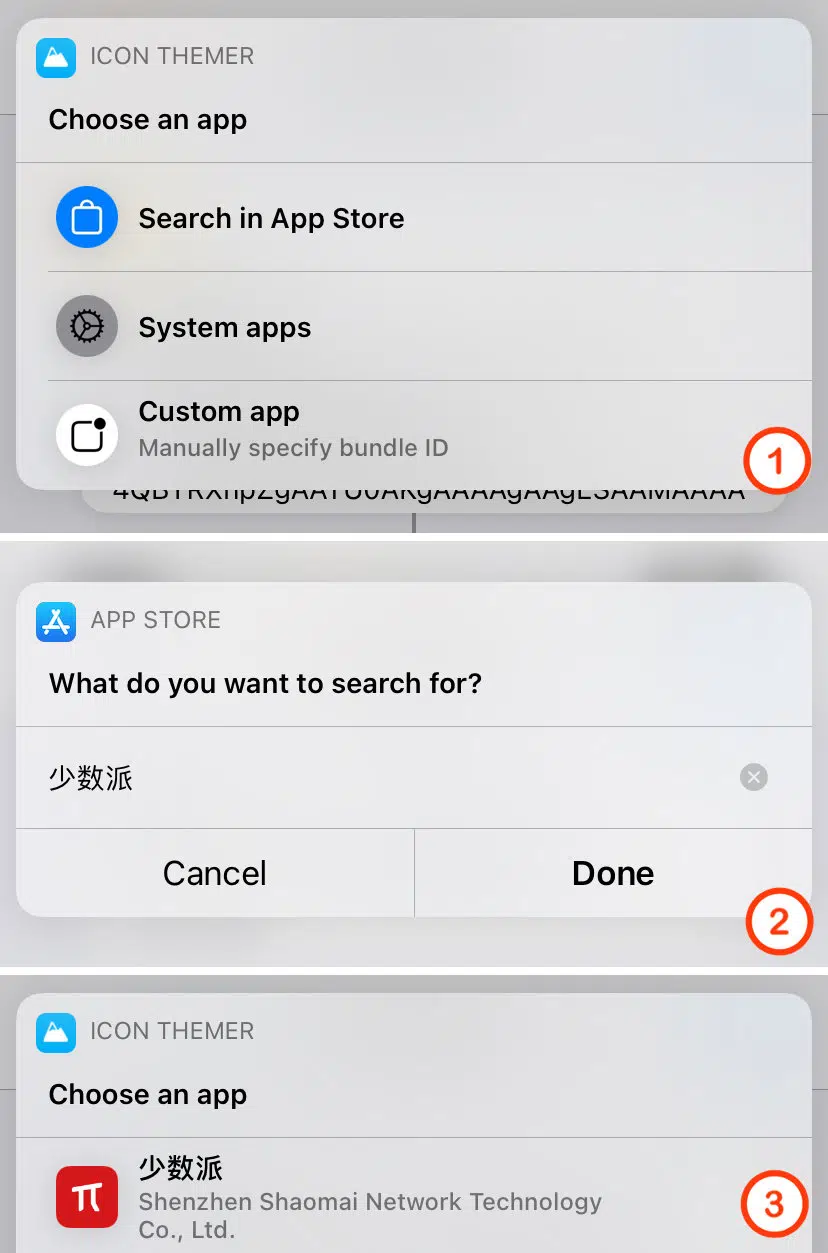 ICON THEMER
Choose an app
Search in App Store
System apps
Custom app
Manually specify bundle ID
1
APP STORE
What do you want to search for?
少数派
Cancel
Done
2
ICON THEMER
Choose an app
少数派
Shenzhen Shaomai Network Technology
Co., Ltd.
3